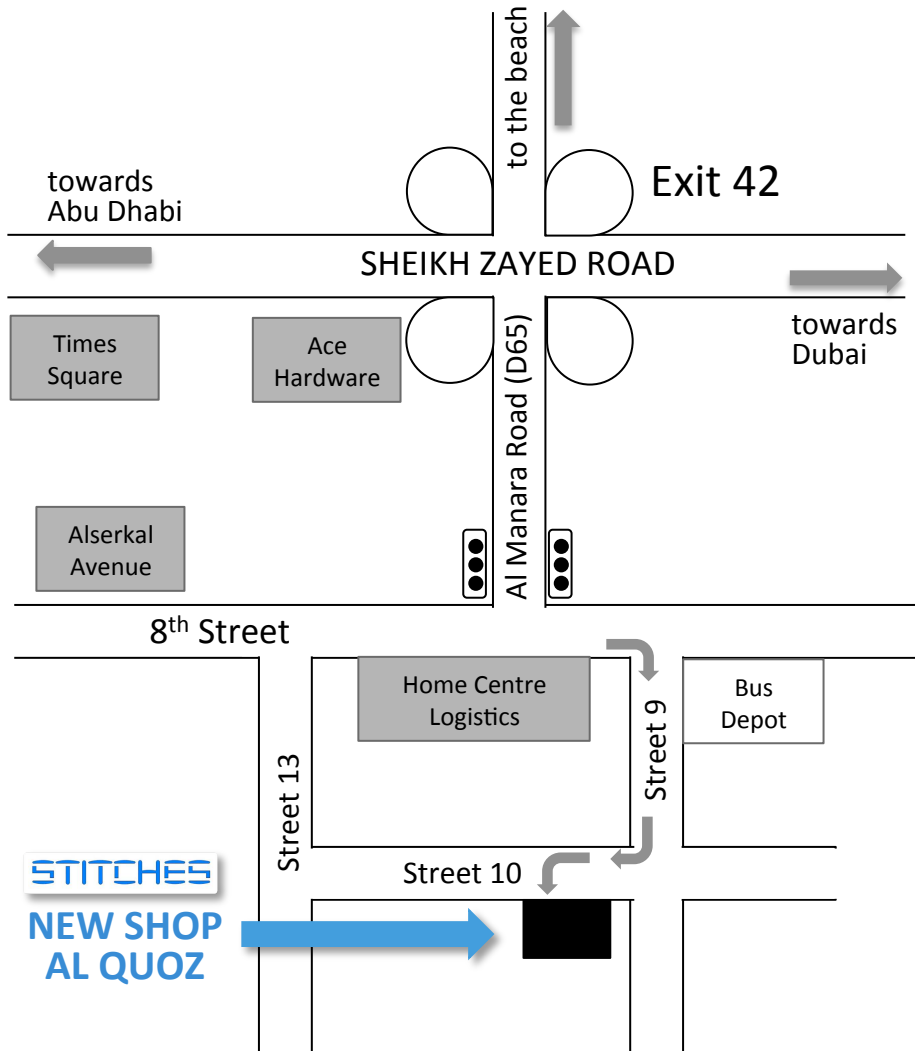 to the beach
Exit 42
towards
Abu Dhabi
SHEIKH ZAYED ROAD
towards
Dubai
Times
Square
Ace
Hardware
Al Manara Road (D65)
Alserkal
Avenue
8th Street
Home Centre
Logistics
Bus
Depot
Street 9
Street 13
Street 10
STITCHES
NEW SHOP
AL QUOZ